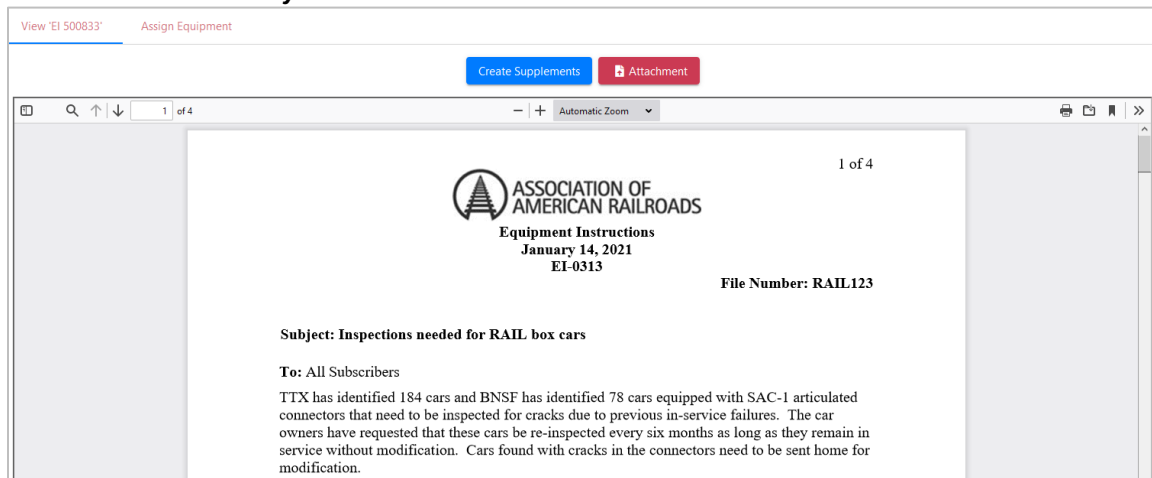 View 'EI 500833' Assign Equipment
Create Supplements Attachment
1 of 4 Automatic Zoom
1 of 4
ASSOCIATION OF
AMERICAN RAILROADS
Equipment Instructions
January 14, 2021
EI-0313
File Number: RAIL123
Subject: Inspections needed for RAIL box cars
To: All Subscribers
TTX has identified 184 cars and BNSF has identified 78 cars equipped with SAC-1 articulated
connectors that need to be inspected for cracks due to previous in-service failures. The car
owners have requested that these cars be re-inspected every six months as long as they remain in
service without modification. Cars found with cracks in the connectors need to be sent home for
modification.